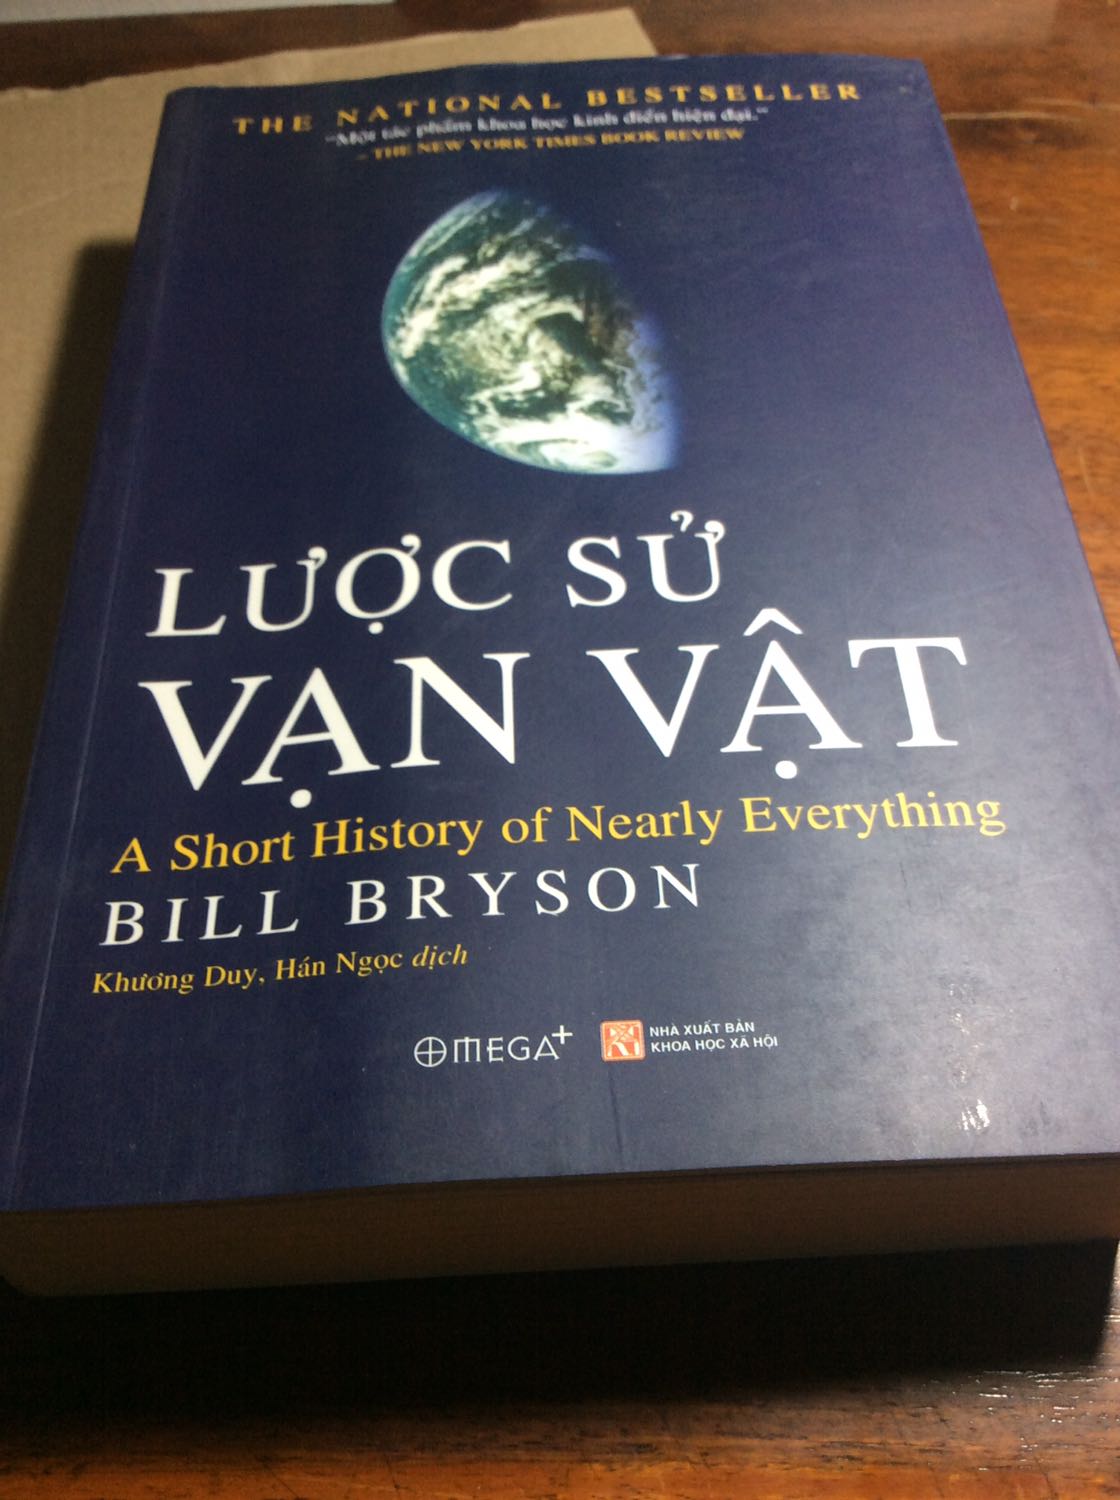 THE NATIONAL BESTSELLER
"Một tác phẩm khoa học kinh điển hiện đại."
- THE NEW YORK TIMES BOOK REVIEW
LƯỢC SỬ
VẠN VẬT
A Short History of Nearly Everything
BILL BRYSON
Khương Duy, Hán Ngọc dịch
OMEGA+
NHÀ XUẤT BẢN
KHOA HỌC XÃ HỘI